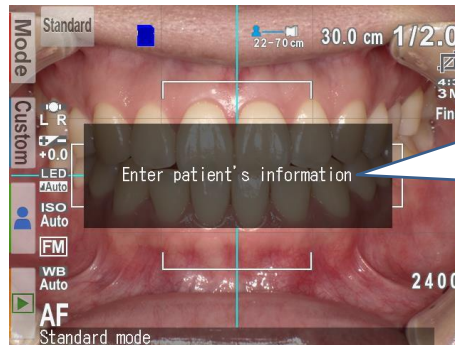 Mode
Standard
22-70cm
30.0 cm
1/2.0
4:3
3M
Fin
Custom
L R
+0.0
LED
Auto
ISO
Auto
FM
WB
Auto
AF
Enter patient's information
2400
Standard mode